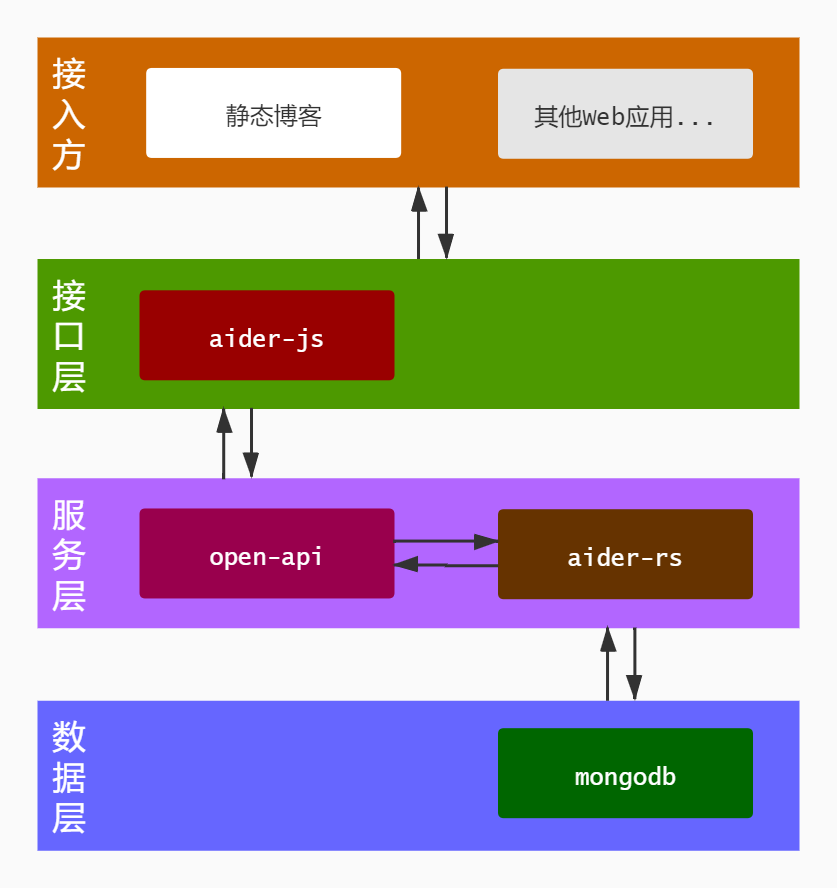 接入方
静态博客
其他Web应用...
接口层
aider-js
服务层
open-api
aider-rs
数据层
mongodb